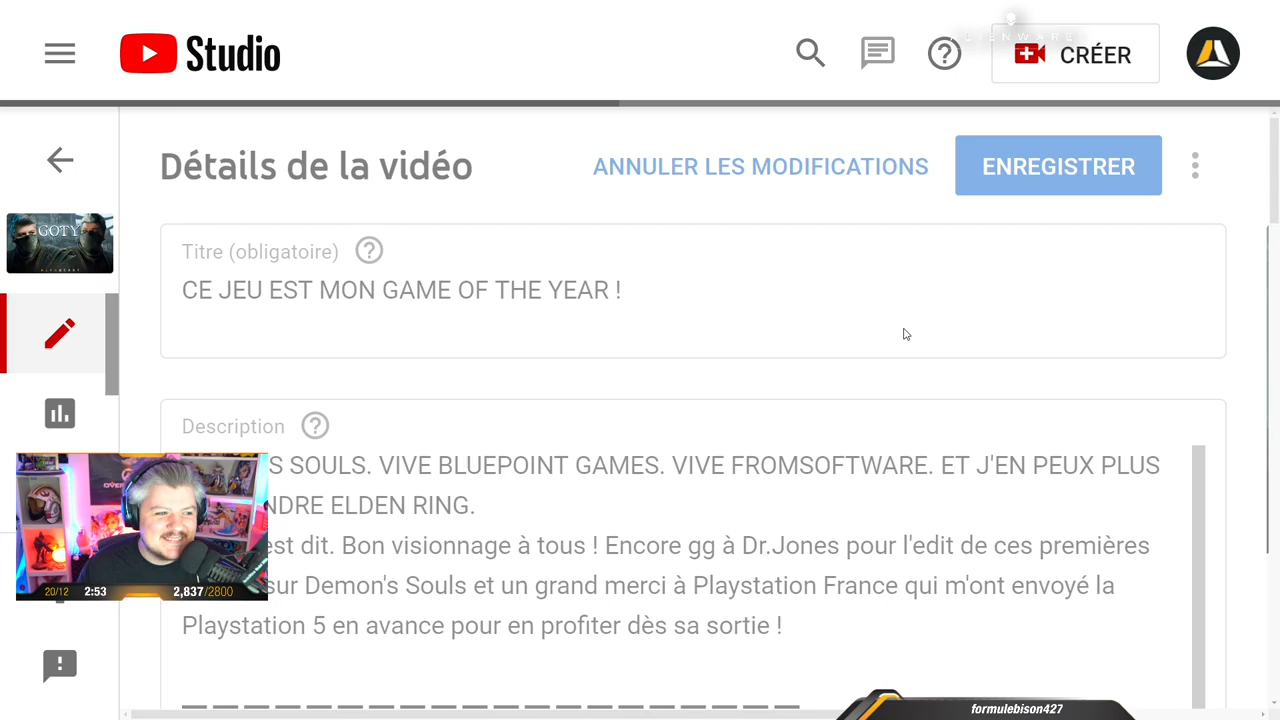 Studio
ALIENWARE
CRÉER
Détails de la vidéo
ANNULER LES MODIFICATIONS
ENREGISTRER
GOTY
Titre (obligatoire)
CE JEU EST MON GAME OF THE YEAR !
Description
S SOULS. VIVE BLUEPOINT GAMES. VIVE FROMSOFTWARE. ET J'EN PEUX PLUS
NDRE ELDEN RING.
est dit. Bon visionnage à tous ! Encore gg à Dr.Jones pour l'edit de ces premières
sur Demon's Souls et un grand merci à Playstation France qui m'ont envoyé la
Playstation 5 en avance pour en profiter dès sa sortie !
20/12 2:53 2,837/2800
formulebison427